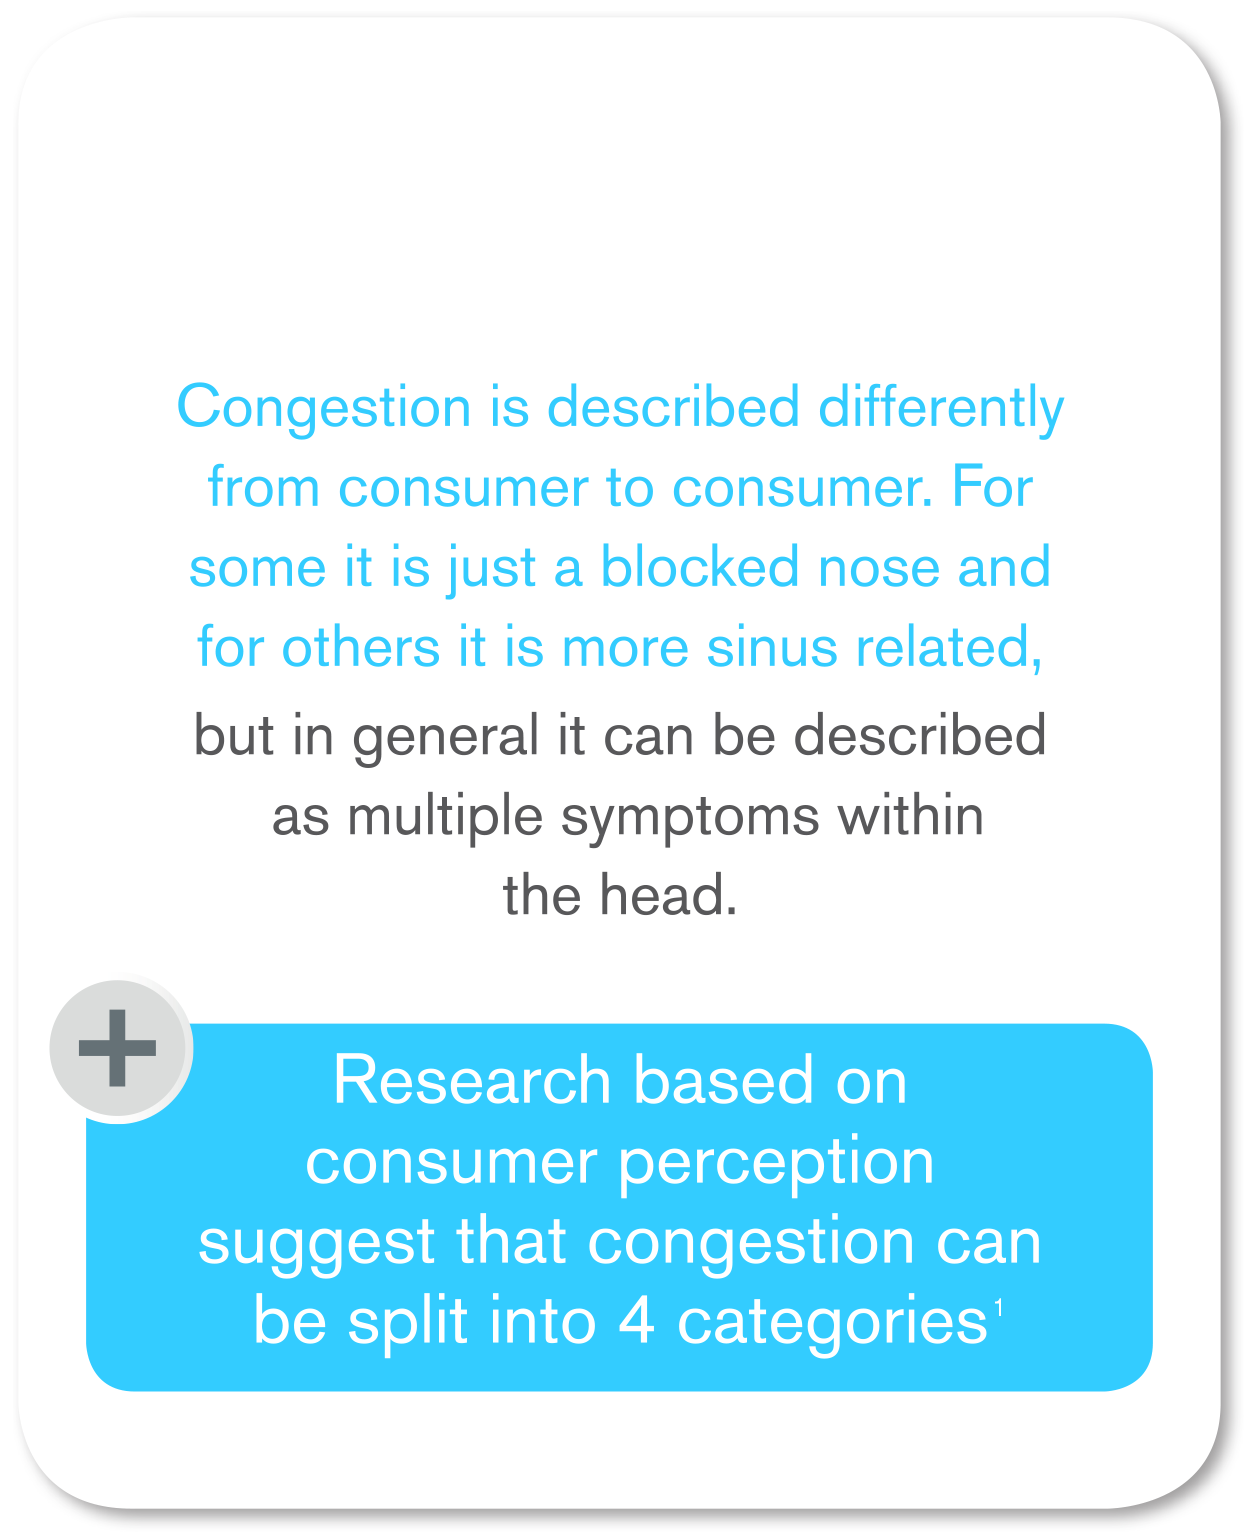 Congestion is described differently
from consumer to consumer. For
some it is just a blocked nose and
for others it is more sinus related,
but in general it can be described
as multiple symptoms within
the head.
Research based on
consumer perception
suggest that congestion can
be split into 4 categories¹